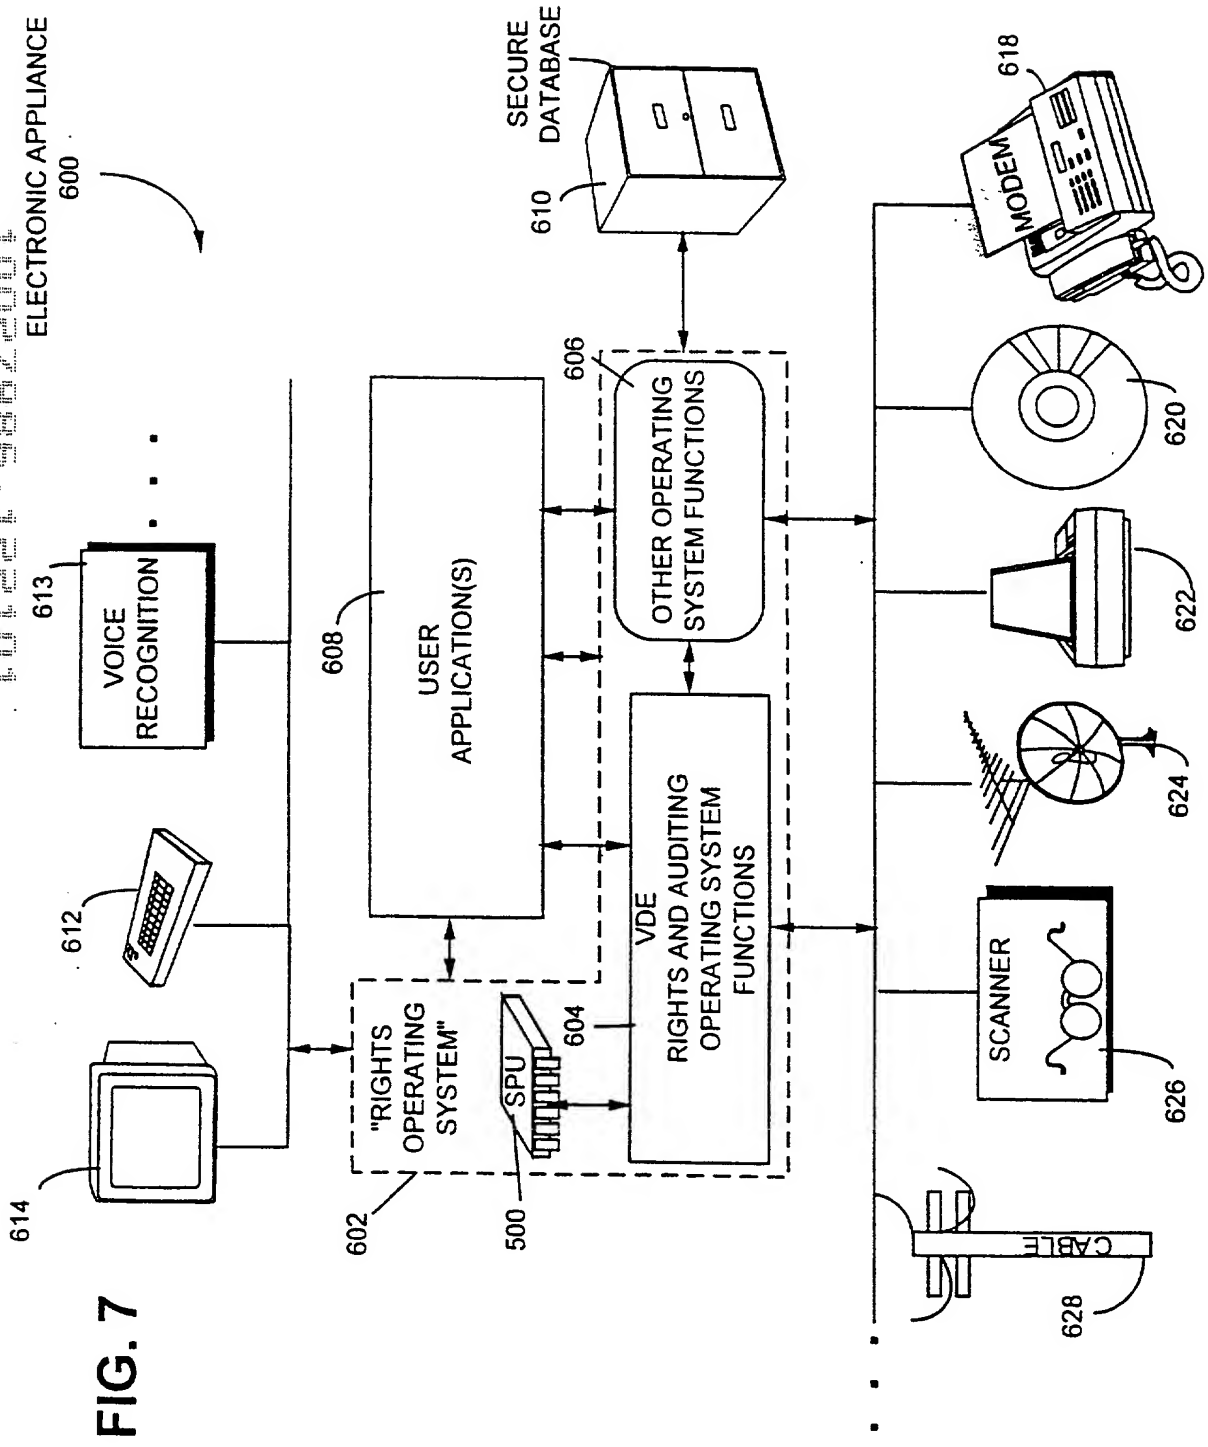 FIG. 7
ELECTRONIC APPLIANCE
600
614
612
613
VOICE
RECOGNITION
608
USER
APPLICATION(S)
602
"RIGHTS
OPERATING
SYSTEM"
500
SPU
604
VDE
RIGHTS AND AUDITING
OPERATING SYSTEM
FUNCTIONS
606
OTHER OPERATING
SYSTEM FUNCTIONS
610
SECURE
DATABASE
628
CABLE
626
SCANNER
624
622
620
618
MODEM